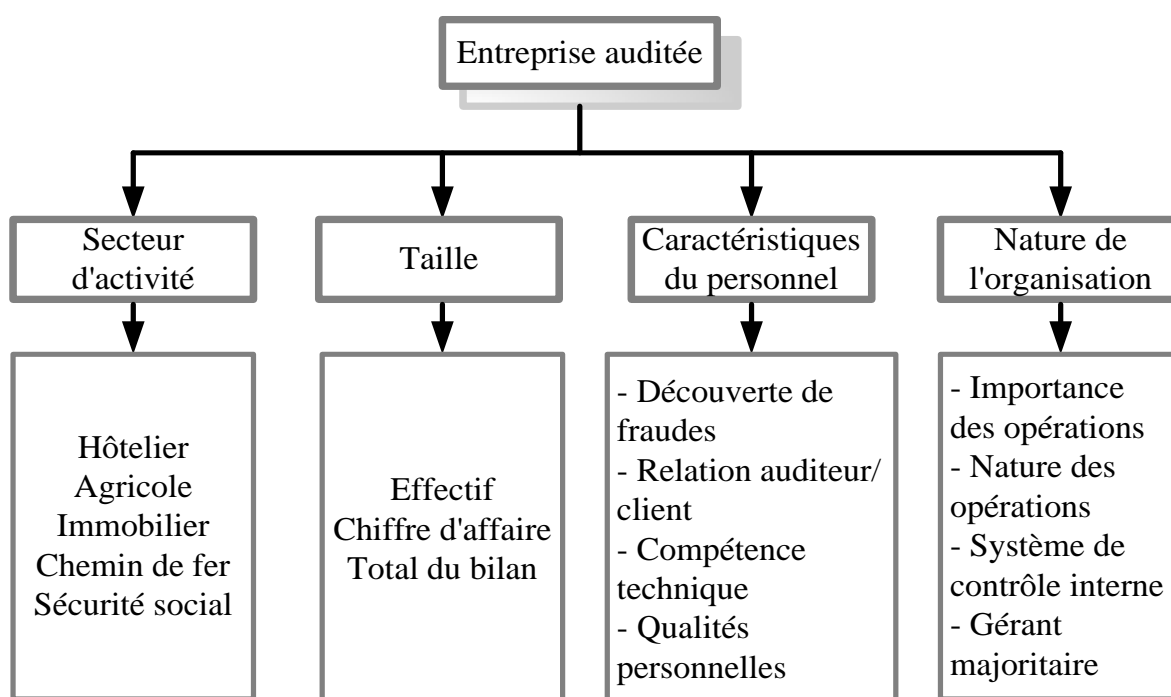 Entreprise auditée
Secteur
d'activité
Taille
Caractéristiques
du personnel
Nature de
l'organisation
Hôtelier
Agricole
Immobilier
Chemin de fer
Sécurité social
Effectif
Chiffre d'affaire
Total du bilan
- Découverte de
fraudes
- Relation auditeur/
client
- Compétence
technique
- Qualités
personnelles
- Importance
des opérations
- Nature des
opérations
- Système de
contrôle interne
- Gérant
majoritaire